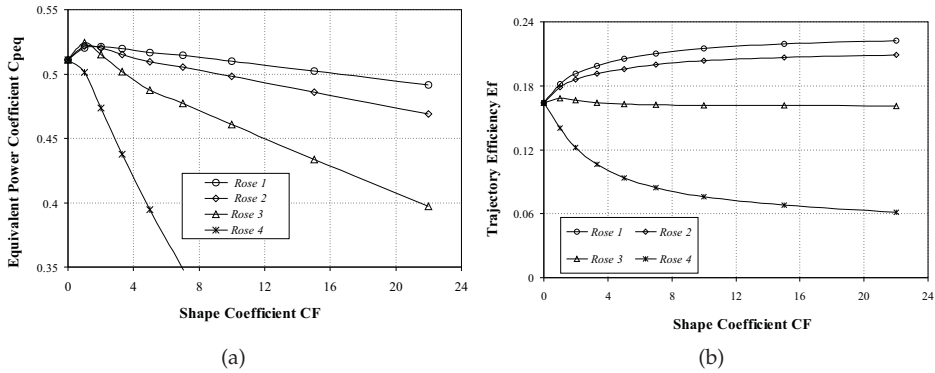 0.55
0.5
0.45
0.4
0.35
0
4
8
12
16
20
24
Equivalent Power Coefficient Cpeq
Shape Coefficient CF
Rose 1
Rose 2
Rose 3
Rose 4
(a)
0.24
0.18
0.12
0.06
0
0
4
8
12
16
20
24
Trajectory Efficiency Ef
Shape Coefficient CF
Rose 1
Rose 2
Rose 3
Rose 4
(b)